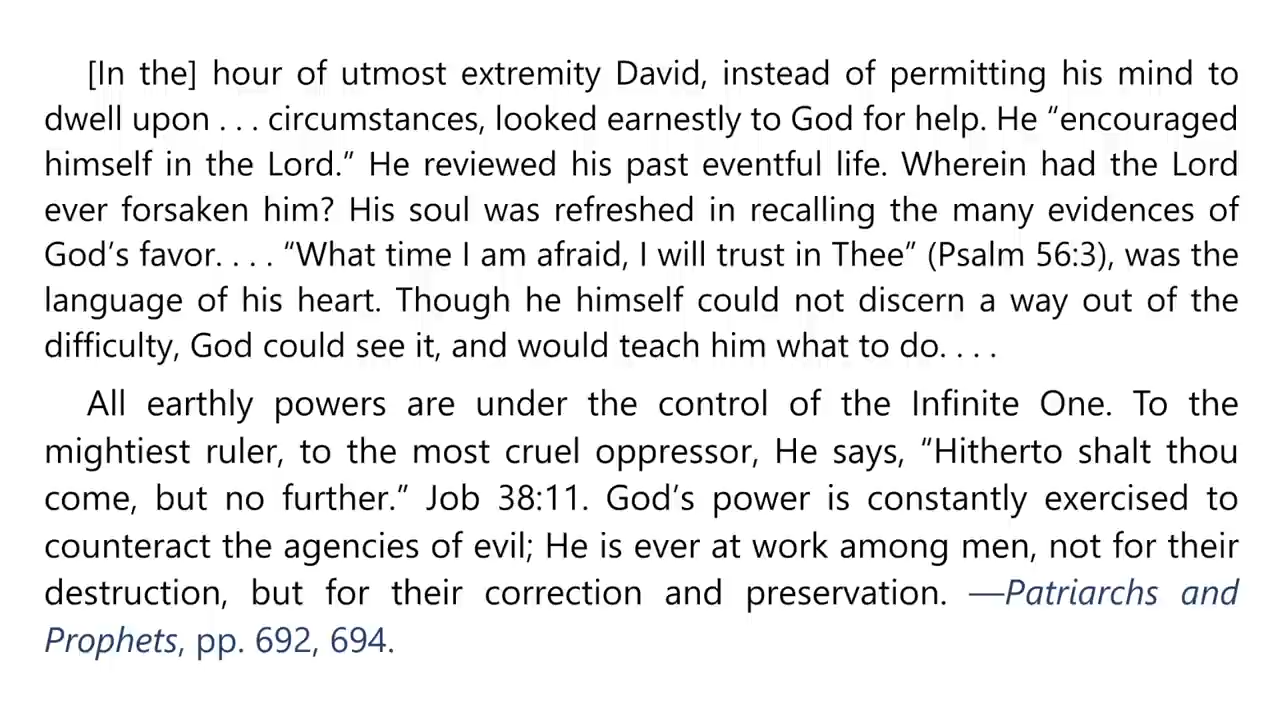 [In the] hour of utmost extremity David, instead of permitting his mind to
dwell upon . . . circumstances, looked earnestly to God for help. He “encouraged
himself in the Lord.” He reviewed his past eventful life. Wherein had the Lord
ever forsaken him? His soul was refreshed in recalling the many evidences of
God’s favor. . . . “What time I am afraid, I will trust in Thee” (Psalm 56:3), was the
language of his heart. Though he himself could not discern a way out of the
difficulty, God could see it, and would teach him what to do. . . .
All earthly powers are under the control of the Infinite One. To the
mightiest ruler, to the most cruel oppressor, He says, “Hitherto shalt thou
come, but no further.” Job 38:11. God’s power is constantly exercised to
counteract the agencies of evil; He is ever at work among men, not for their
destruction, but for their correction and preservation. —Patriarchs and
Prophets, pp. 692, 694.